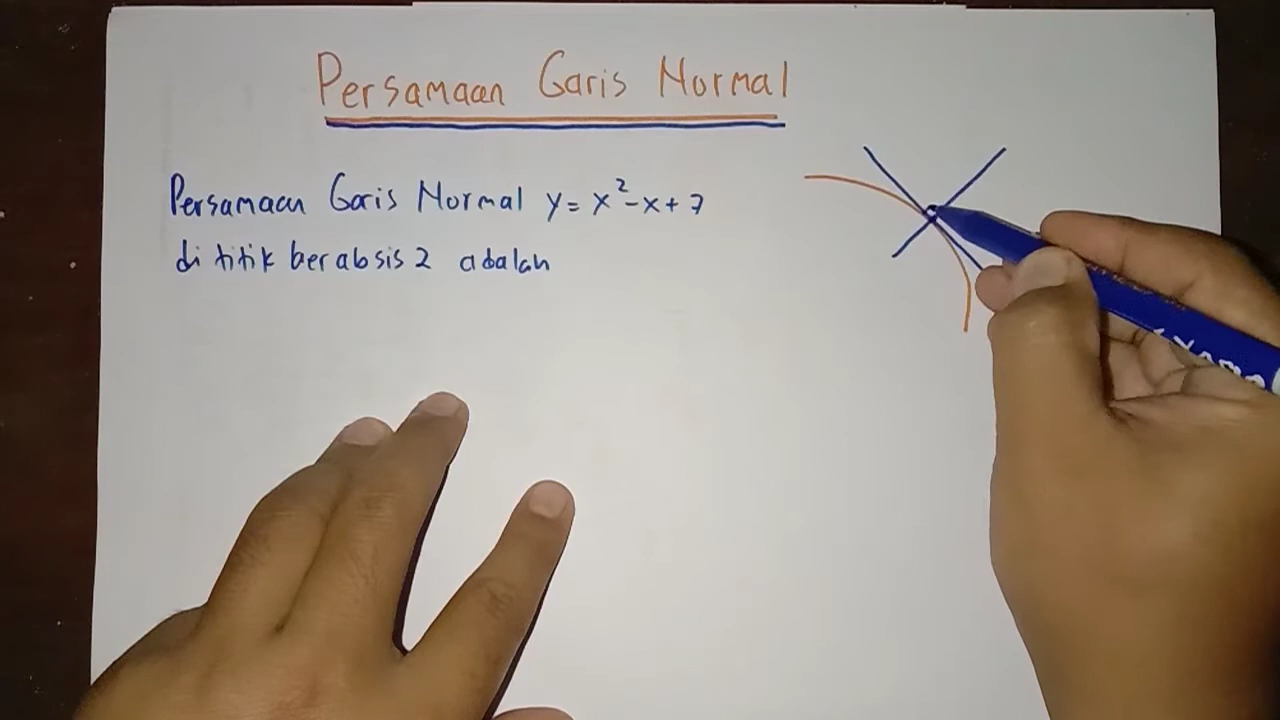 Persamaan Garis Normal
Persamaan Garis Normal y = x²-x+7
di titik berabsis 2 adalah